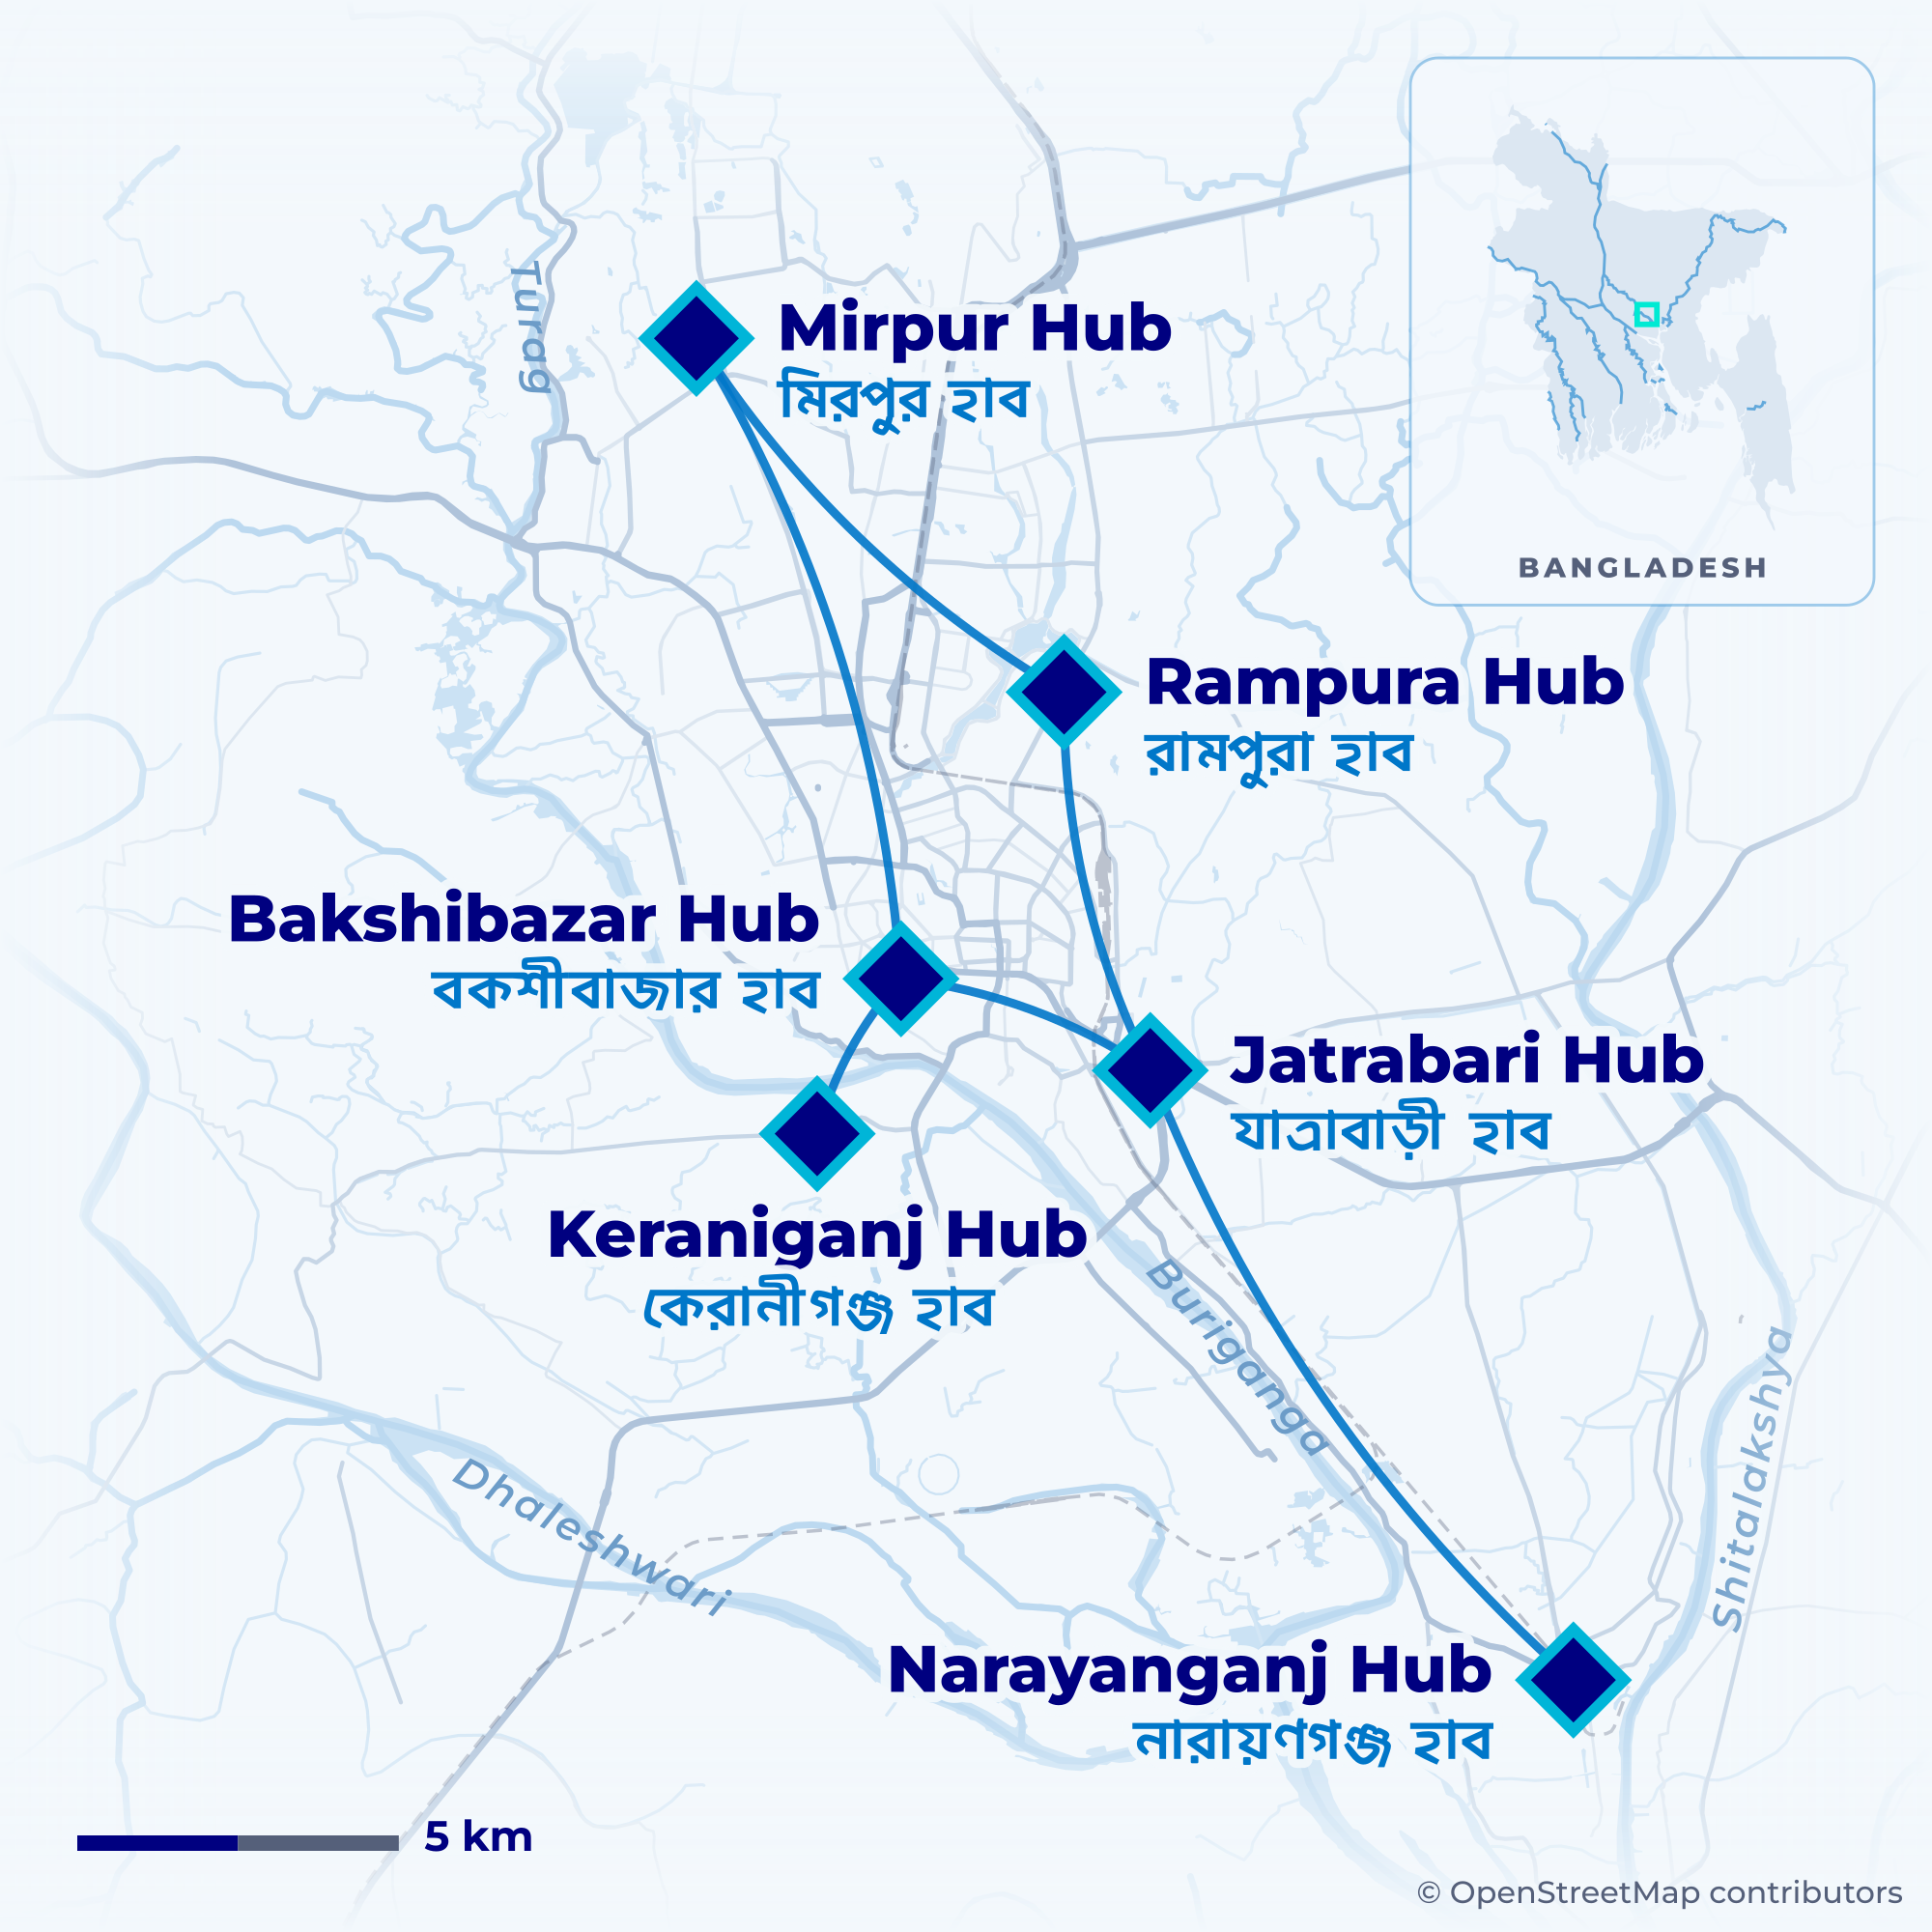 BANGLADESH
Turag
Mirpur Hub
মিরপুর হাব
Rampura Hub
রামপুরা হাব
Bakshibazar Hub
বকশীবাজার হাব
Jatrabari Hub
যাত্রাবাড়ী হাব
Keraniganj Hub
কেরানীগঞ্জ হাব
Buriganga
Shitalakshya
Dhaleshwari
Narayanganj Hub
নারায়ণগঞ্জ হাব
5 km
© OpenStreetMap contributors